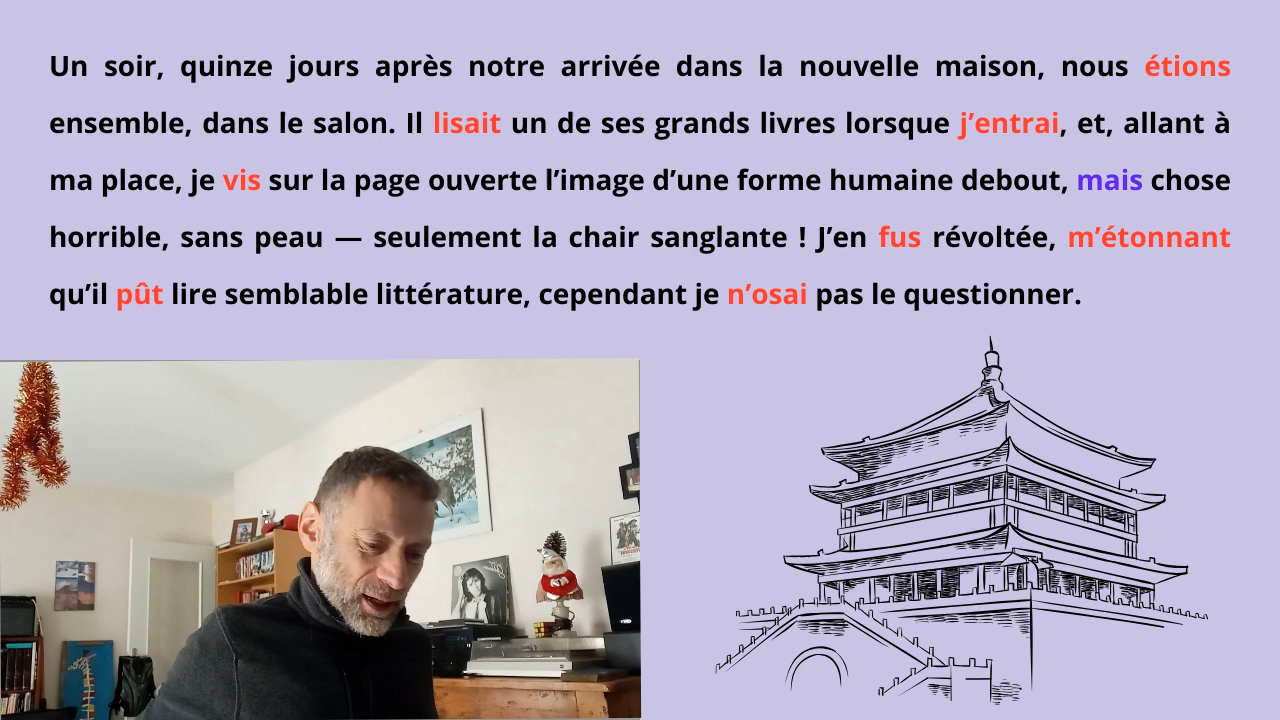 Un soir, quinze jours après notre arrivée dans la nouvelle maison, nous étions
ensemble, dans le salon. Il lisait un de ses grands livres lorsque j’entrai, et, allant à
ma place, je vis sur la page ouverte l’image d’une forme humaine debout, mais chose
horrible, sans peau — seulement la chair sanglante ! J’en fus révoltée, m’étonnant
qu’il pût lire semblable littérature, cependant je n’osai pas le questionner.